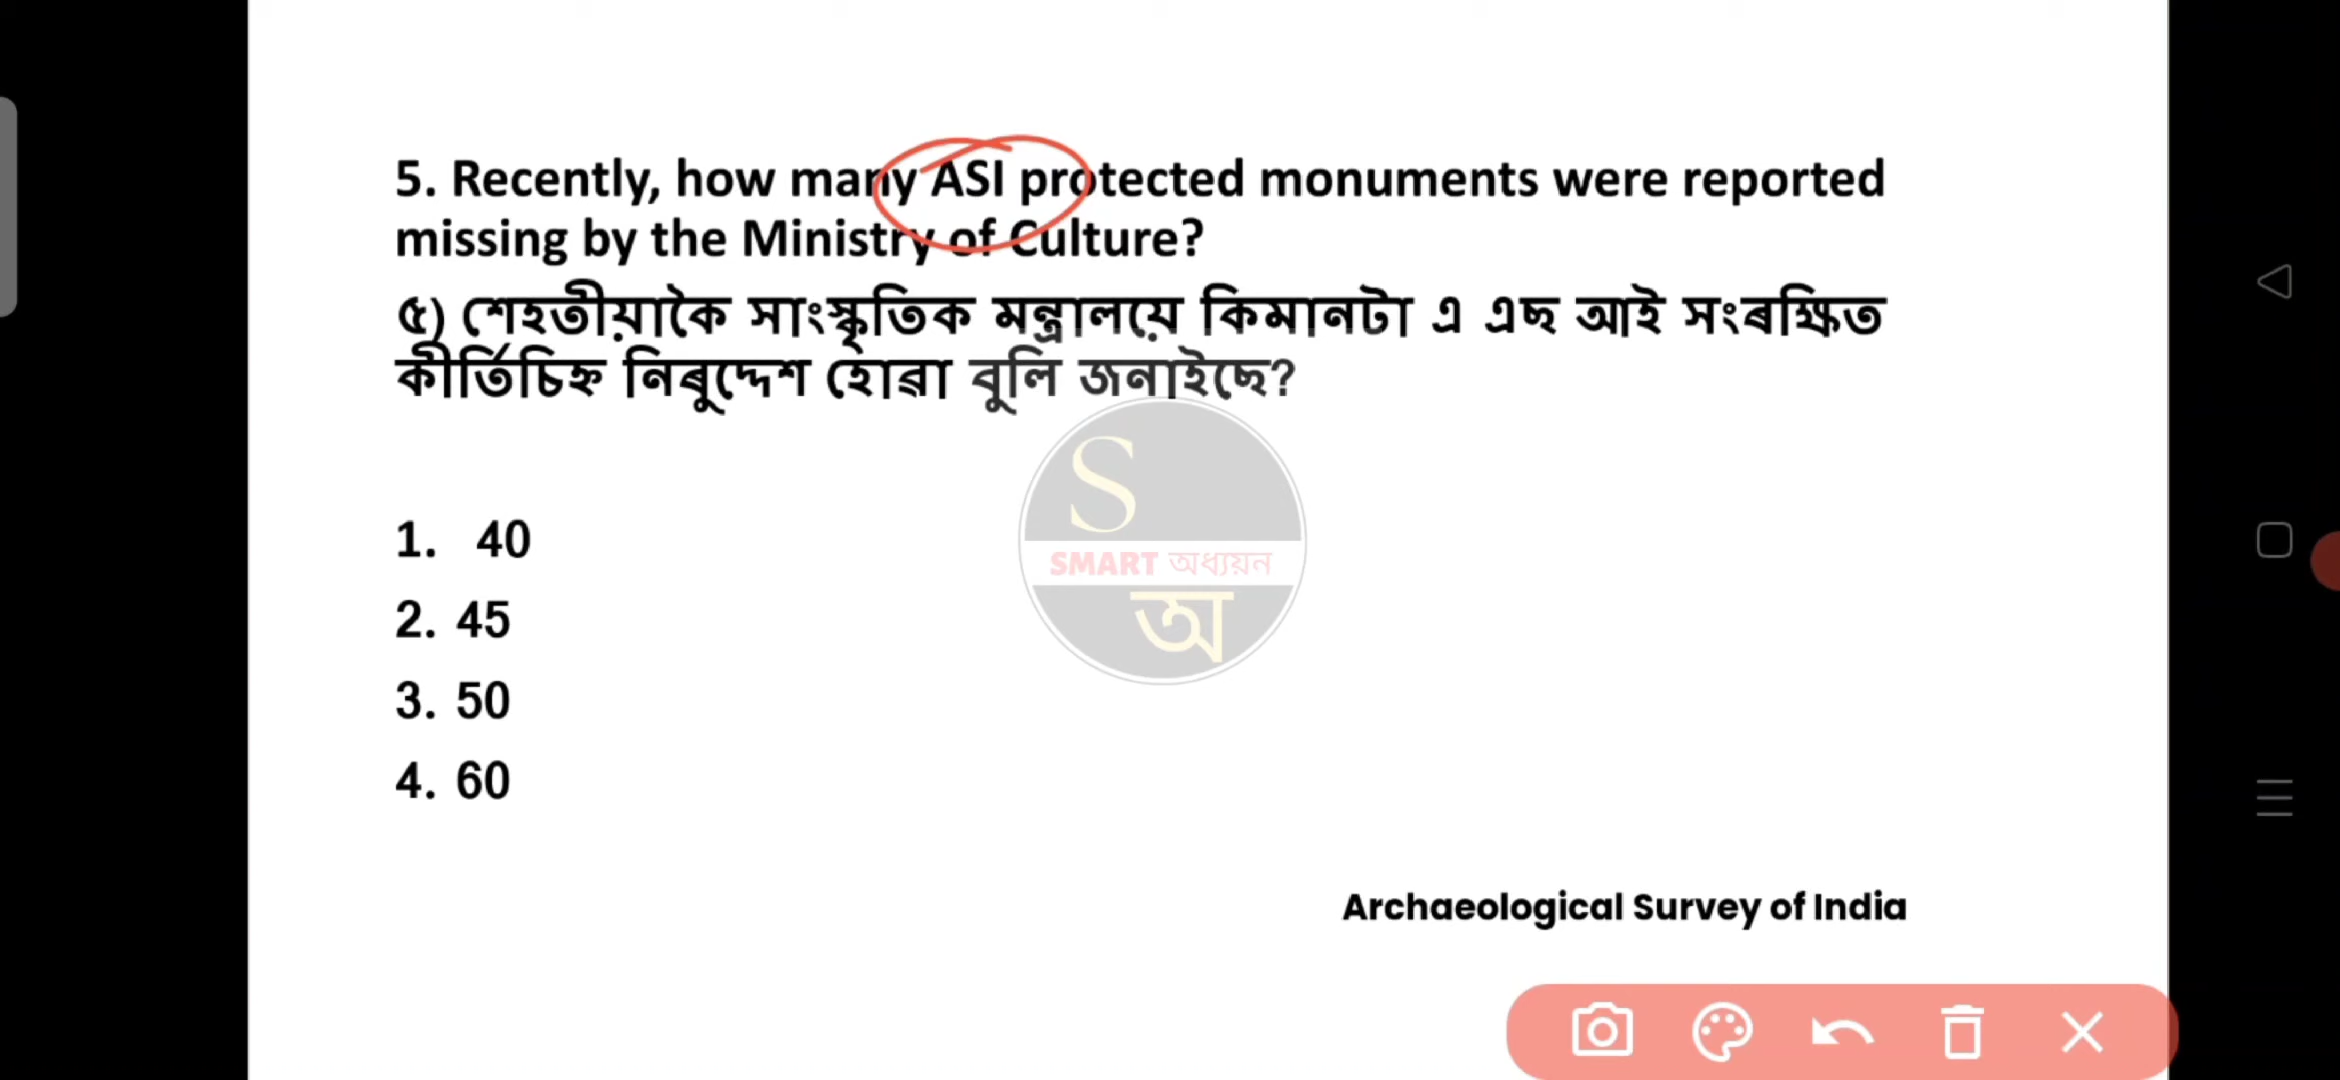 5. Recently, how many ASI protected monuments were reported
missing by the Ministry of Culture?
৫) শেহতীয়াকৈ সাংস্কৃতিক মন্ত্ৰালয়ে কিমানটা এ এছ আই সংৰক্ষিত
কীৰ্তিচিহ্ন নিৰুদ্দেশ হোৱা বুলি জনাইছে?
S
SMART অধ্যয়ন
অ
1. 40
2. 45
3. 50
4. 60
Archaeological Survey of India